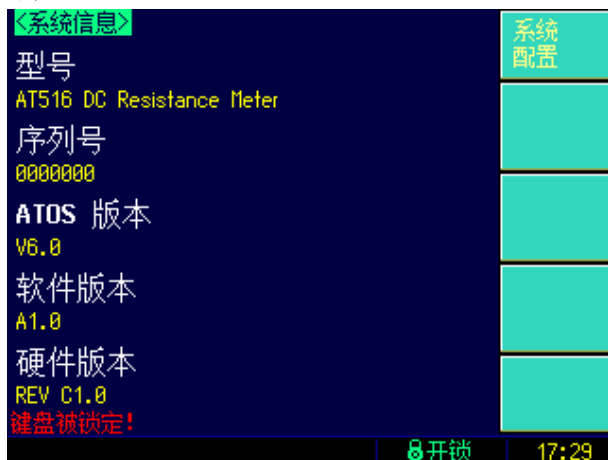 <系统信息>
系统
配置
型号
AT516 DC Resistance Meter
序列号
0000000
ATOS 版本
V6.0
软件版本
A1.0
硬件版本
REV C1.0
键盘被锁定!
开锁
17:29